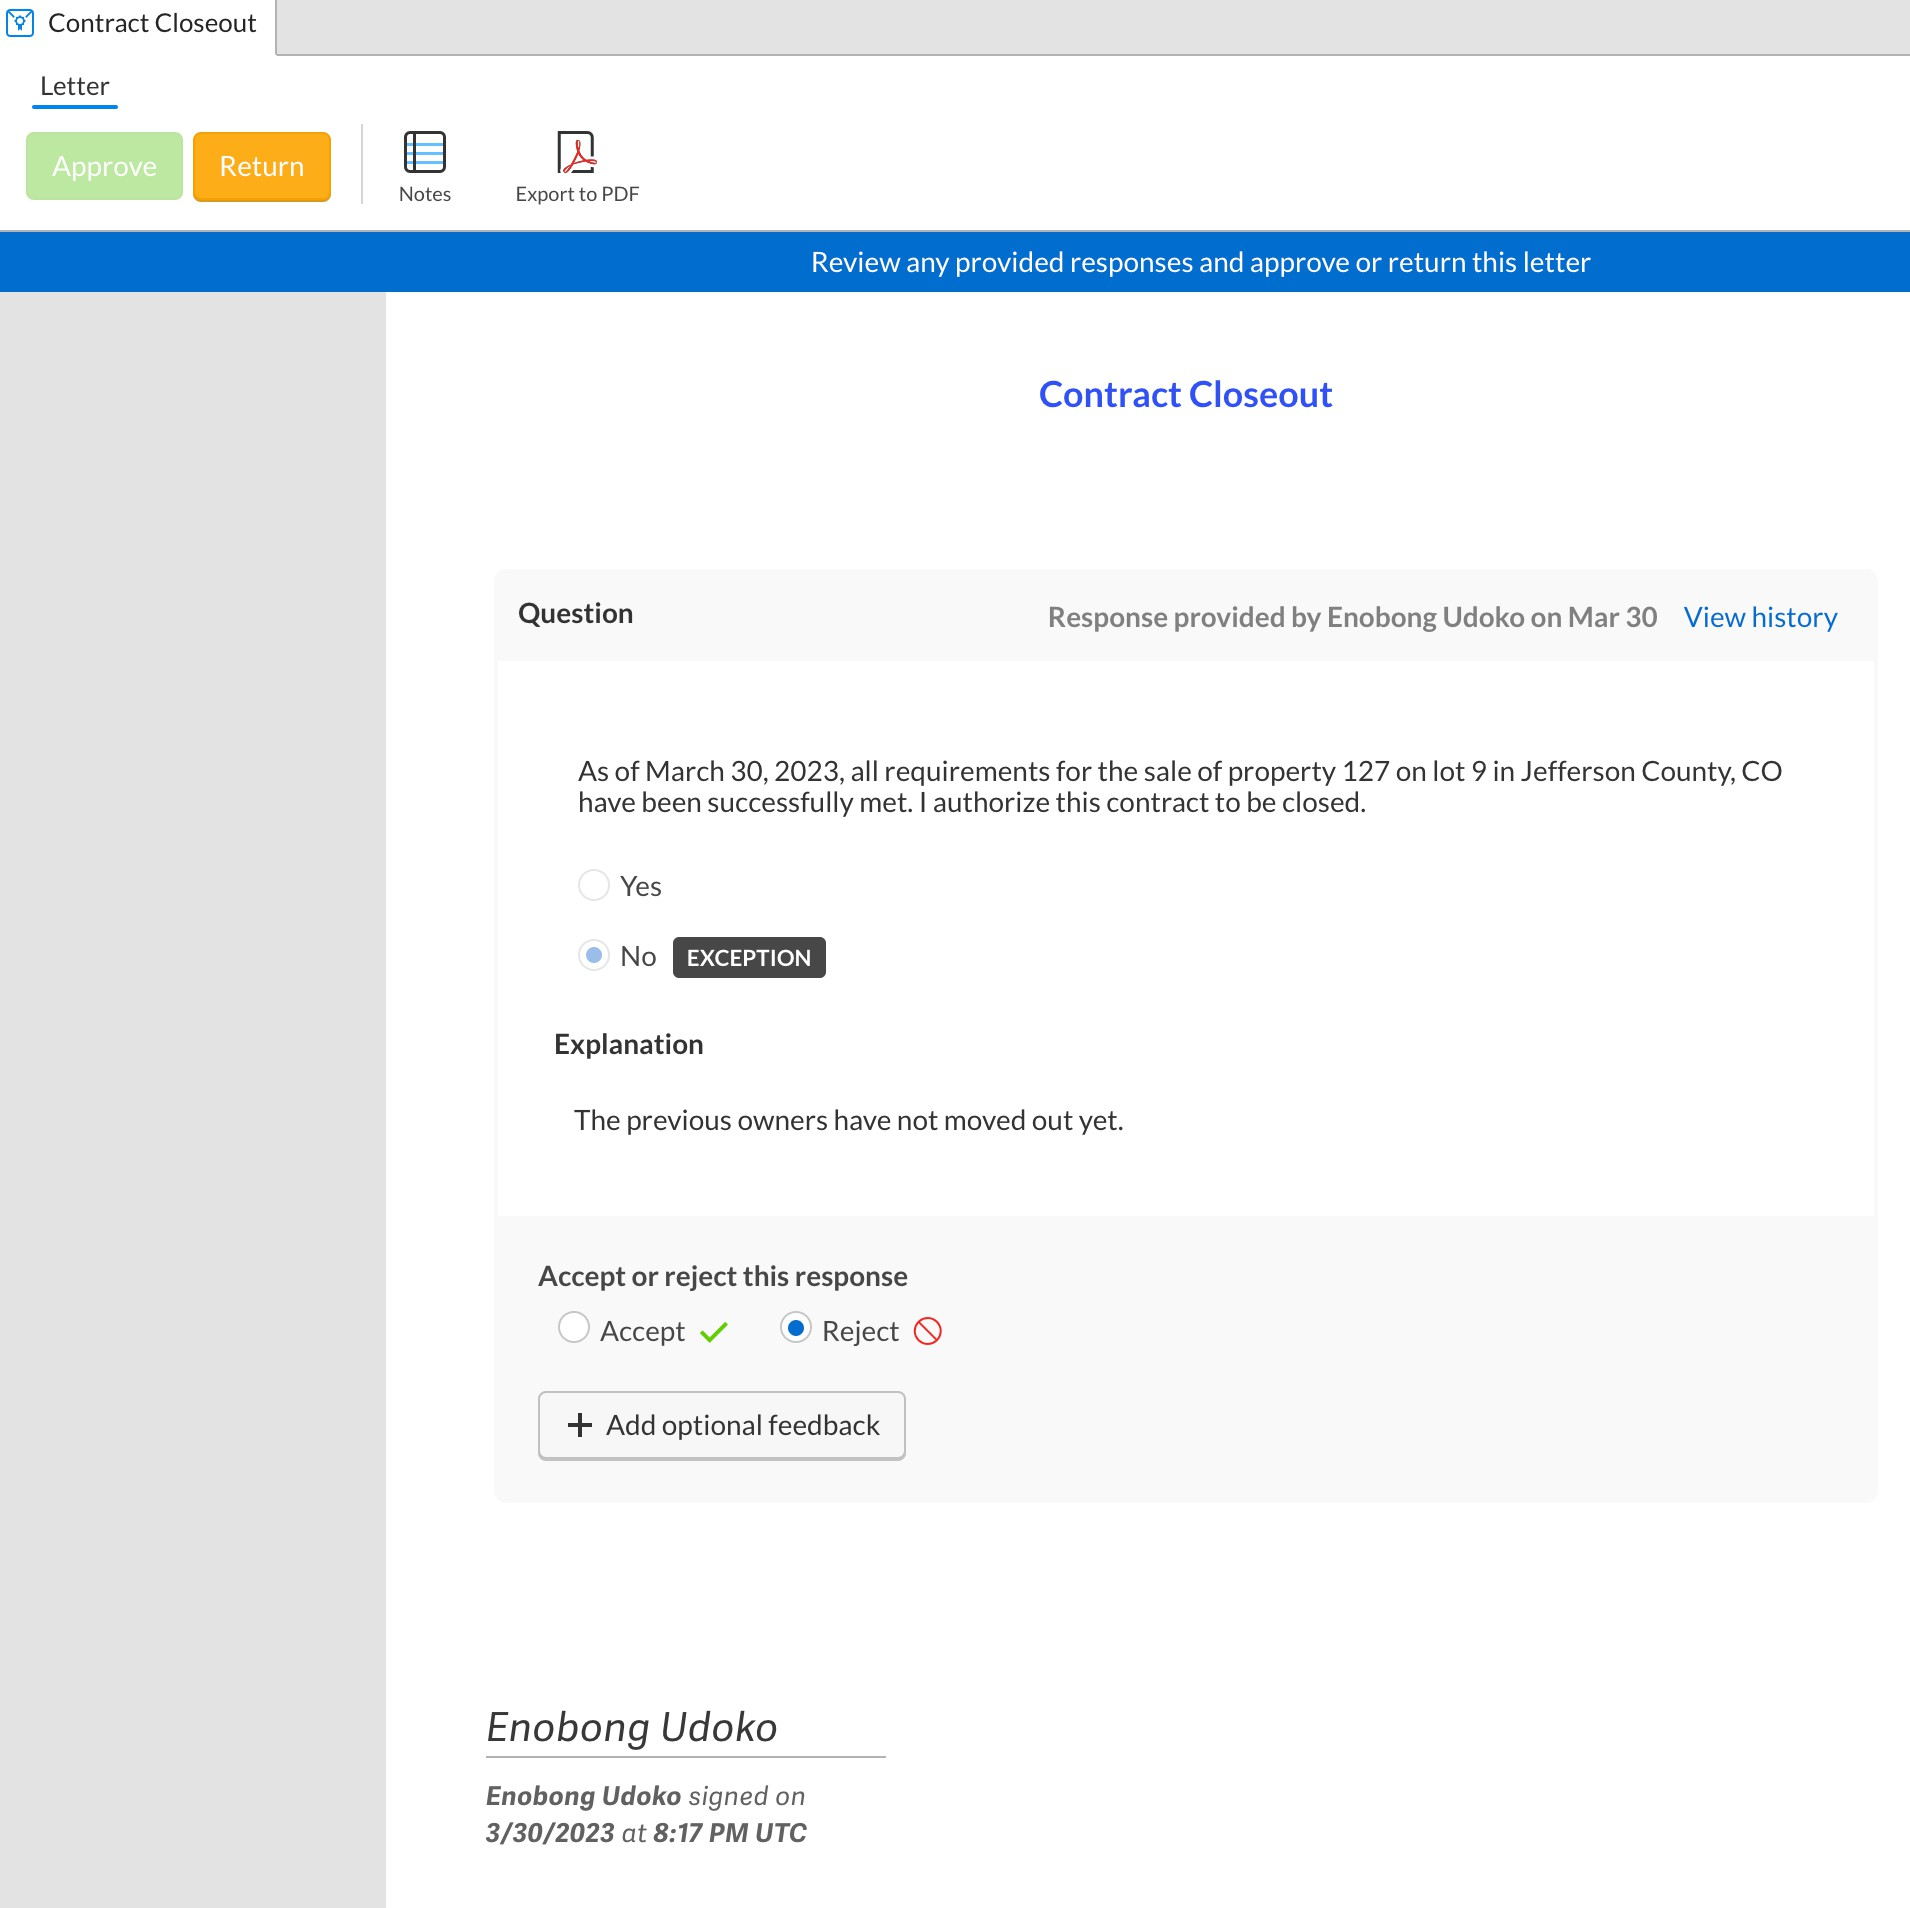 Contract Closeout
Letter
Approve
Return
Notes
Export to PDF
Review any provided responses and approve or return this letter
Contract Closeout
Question
Response provided by Enobong Udoko on Mar 30
View history
As of March 30, 2023, all requirements for the sale of property 127 on lot 9 in Jefferson County, CO
have been successfully met. I authorize this contract to be closed.
Yes
No
EXCEPTION
Explanation
The previous owners have not moved out yet.
Accept or reject this response
Accept
Reject
Add optional feedback
Enobong Udoko
Enobong Udoko signed on
3/30/2023 at 8:17 PM UTC